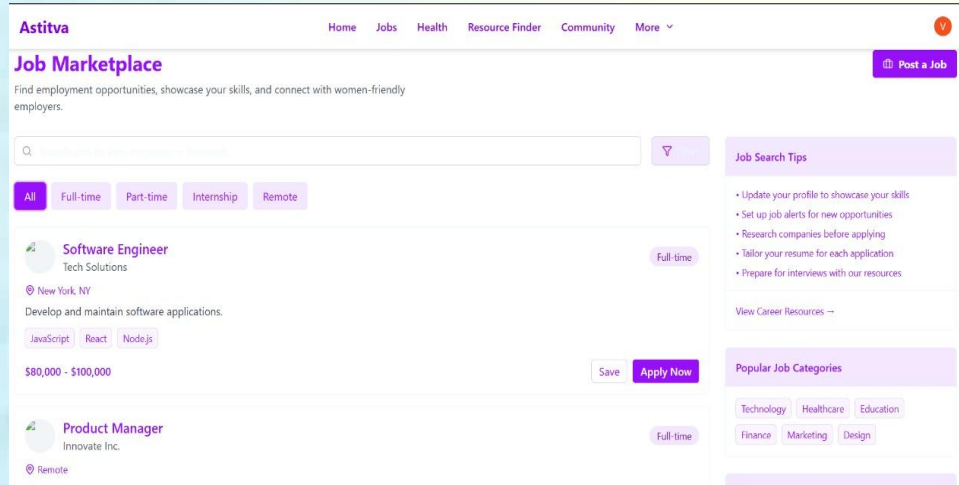 Astitva
Home Jobs Health Resource Finder Community More
V
Job Marketplace
Post a Job
Find employment opportunities, showcase your skills, and connect with women-friendly
employers.
All Full-time Part-time Internship Remote
Software Engineer
Tech Solutions
Full-time
New York, NY
Develop and maintain software applications.
JavaScript React Node.js
$80,000 - $100,000
Save Apply Now
Product Manager
Innovate Inc.
Full-time
Remote
Job Search Tips
• Update your profile to showcase your skills
• Set up job alerts for new opportunities
• Research companies before applying
• Tailor your resume for each application
• Prepare for interviews with our resources
View Career Resources →
Popular Job Categories
Technology Healthcare Education
Finance Marketing Design